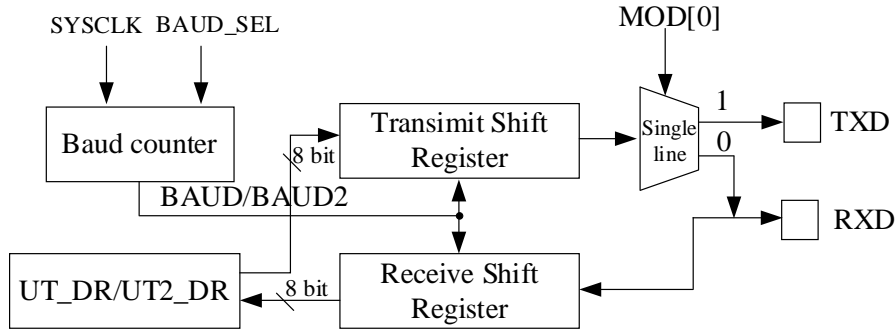 SYSCLK BAUD_SEL
MOD[0]
Baud counter
8 bit
Transimit Shift
Register
Single
line
1
0
TXD
RXD
BAUD/BAUD2
UT_DR/UT2_DR
8 bit
Receive Shift
Register